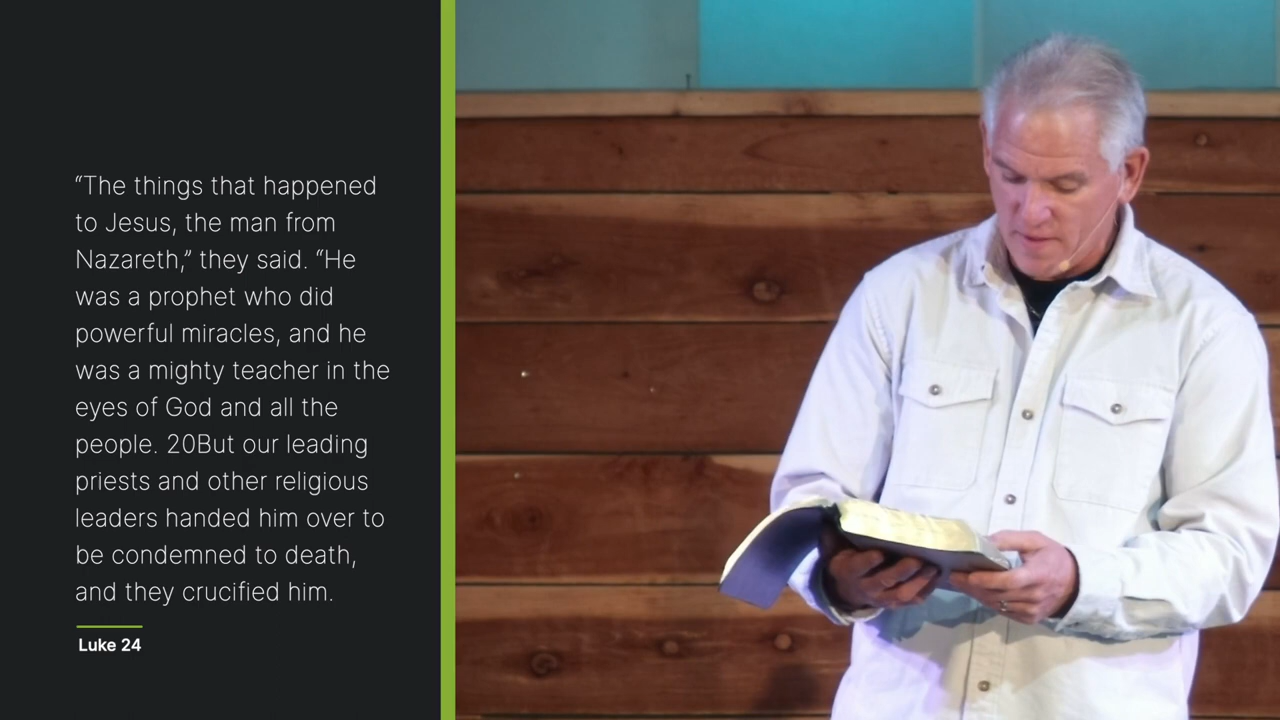 “The things that happened
to Jesus, the man from
Nazareth,” they said. “He
was a prophet who did
powerful miracles, and he
was a mighty teacher in the
eyes of God and all the
people. 20But our leading
priests and other religious
leaders handed him over to
be condemned to death,
and they crucified him.
Luke 24